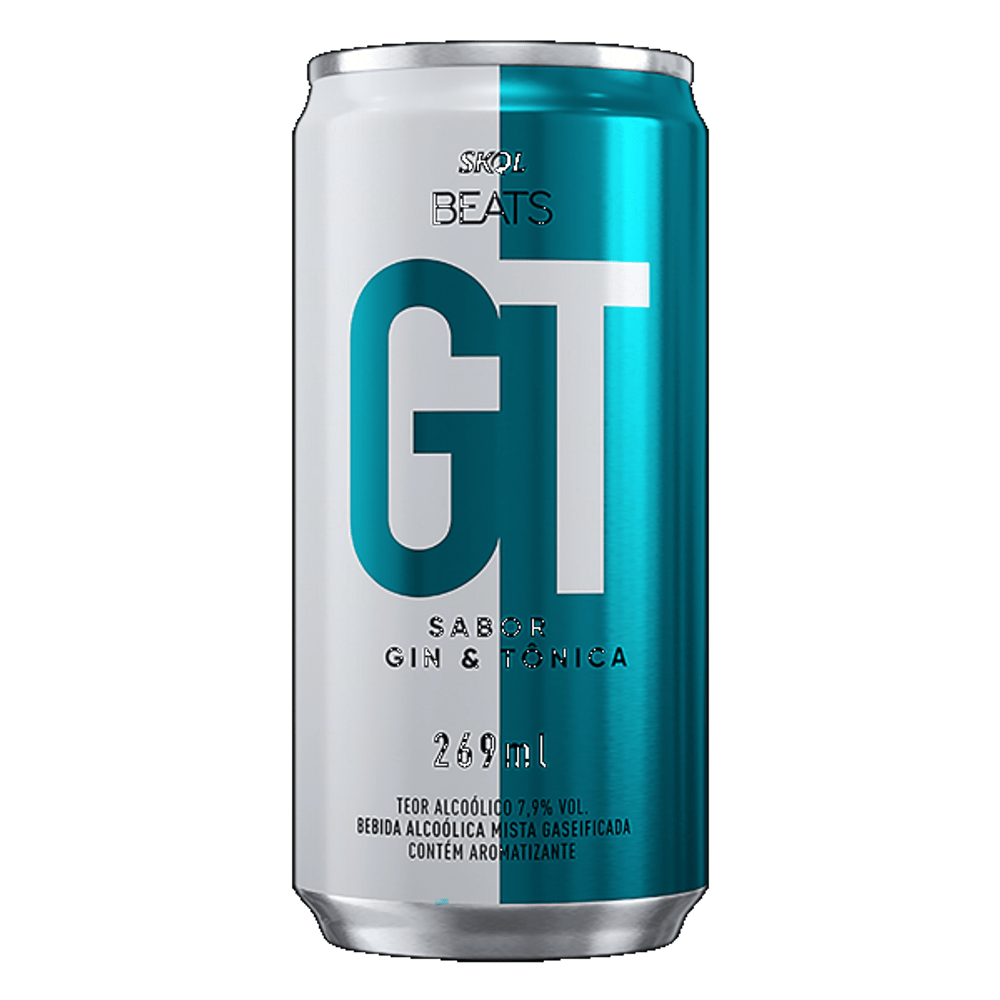 SKOL
BEATS
GT
SABOR
GIN & TÔNICA
269ml
TEOR ALCOÓLICO 7,9% VOL.
BEBIDA ALCOÓLICA MISTA GASEIFICADA
CONTÉM AROMATIZANTE